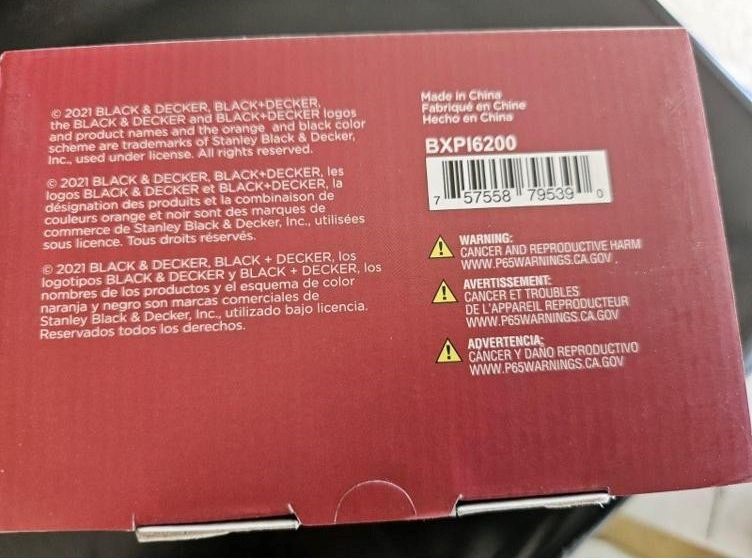 © 2021 BLACK & DECKER, BLACK+DECKER,
the BLACK & DECKER and BLACK+DECKER logos
and product names and the orange and black color
scheme are trademarks of Stanley Black & Decker,
Inc., used under license. All rights reserved.
© 2021 BLACK & DECKER, BLACK+DECKER, les
logos BLACK & DECKER et BLACK+DECKER, la
désignation des produits et la combinaison de
couleurs orange et noir sont des marques de
commerce de Stanley Black & Decker, Inc., utilisées
sous licence. Tous droits réservés.
© 2021 BLACK & DECKER, BLACK + DECKER, los
logotipos BLACK & DECKER y BLACK + DECKER, los
nombres de los productos y el esquema de color
naranja y negro son marcas comerciales de
Stanley Black & Decker, Inc., utilizado bajo licencia.
Reservados todos los derechos.
Made in China
Fabriqué en Chine
Hecho en China
BXPI6200
7 57558 79539 0
WARNING:
CANCER AND REPRODUCTIVE HARM
WWW.P65WARNINGS.CA.GOV .
AVERTISSEMENT:
CANCER ET TROUBLES
DE L'APPAREIL REPRODUCTEUR
WWW.P65WARNINGS.CA.GOV
ADVERTENCIA:
CÁNCER Y DAÑO REPRODUCTIVO
WWW.P65WARNINGS.CA.GOV